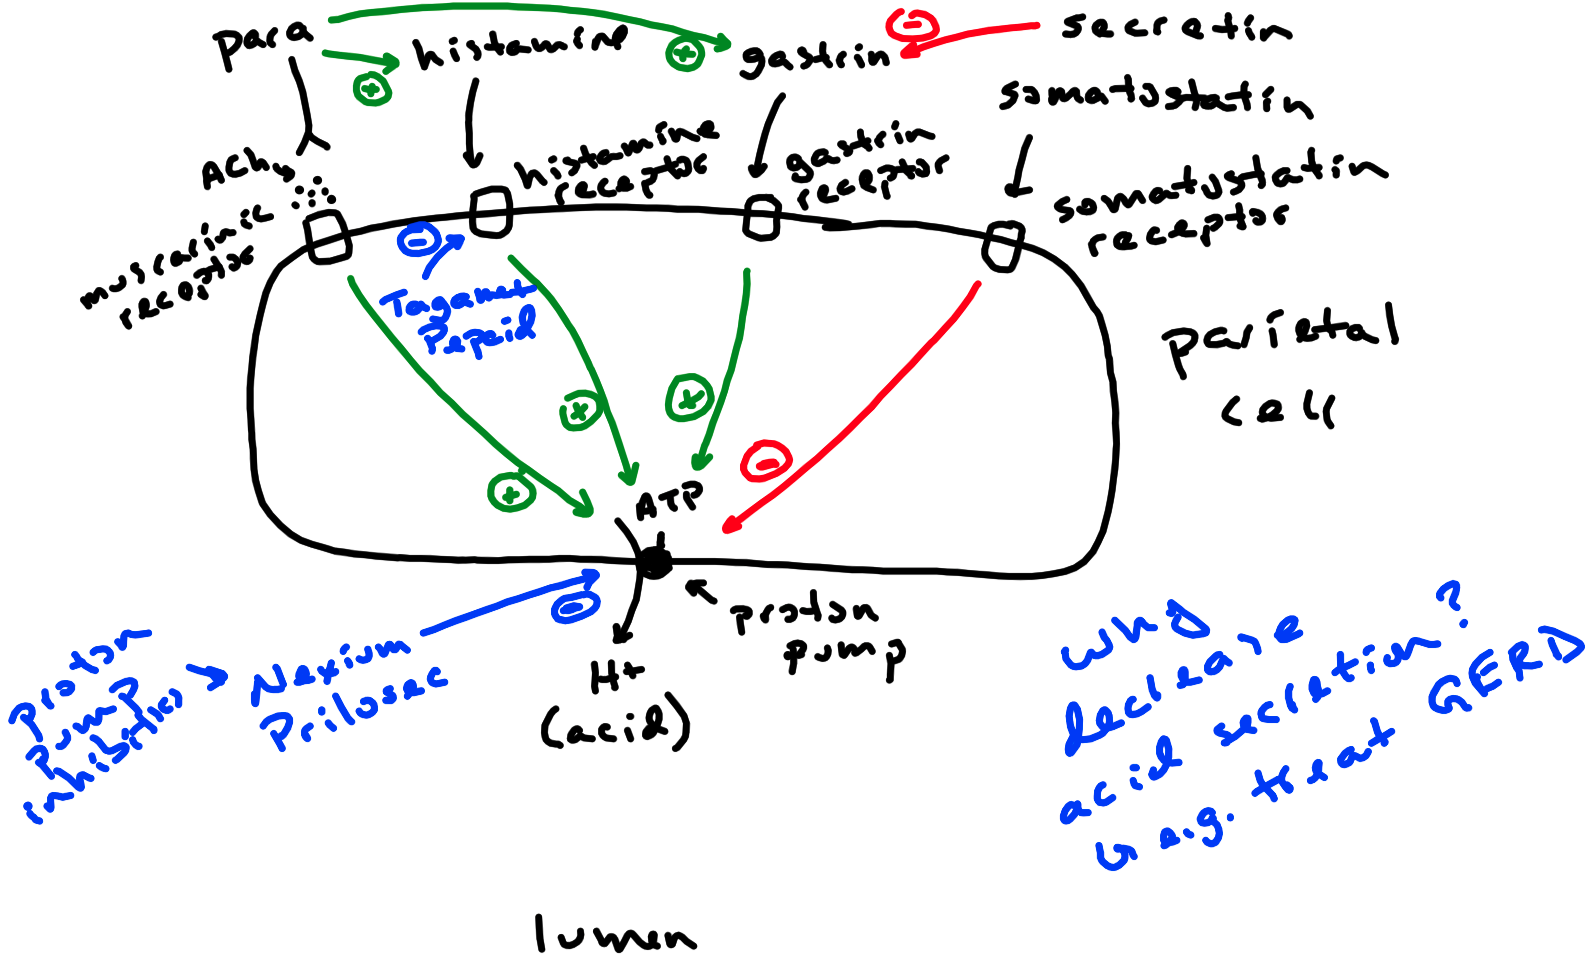 para
histamine
gastrin
secretin
somatostatin
ACh
histamine
receptor
gastrin
receptor
somatostatin
receptor
muscarinic
receptor
Tagamet
Pepcid
parietal
cell
ATP
proton
pump
H+
(acid)
Proton
Pump
inhibitors
Nexium
Prilosec
Why
decrease
acid secretion?
e.g. treat GERD
lumen